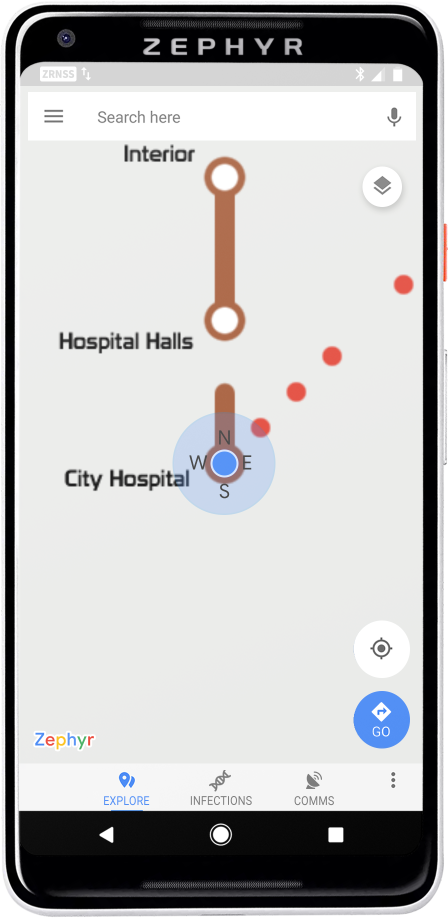 ZEPHYR
ZRNSS
Search here
Interior
Hospital Halls
N
W E
City Hospital
S
GO
Zephyr
EXPLORE INFECTIONS COMMS